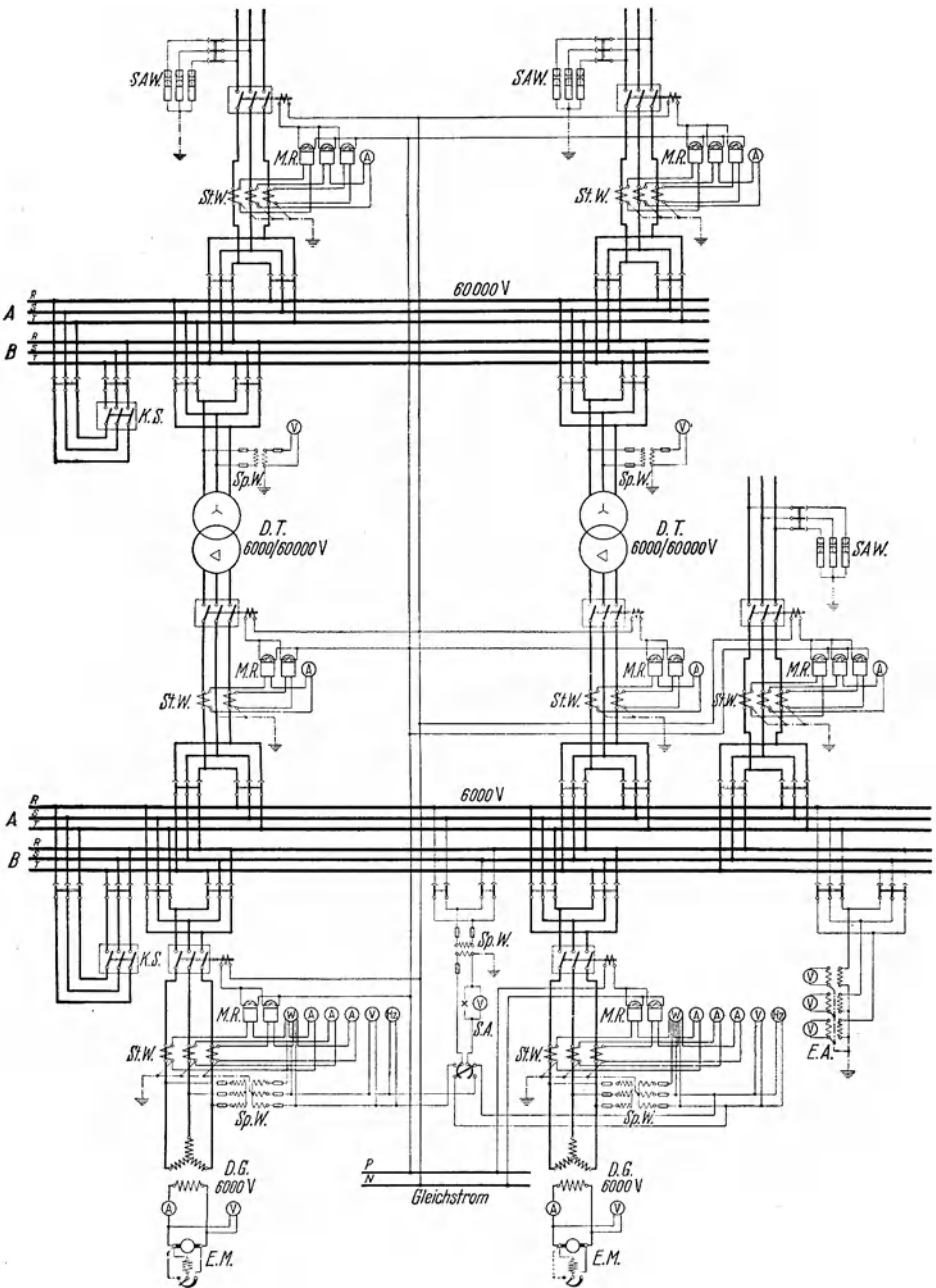 SAW.
SAW.
M.R.
A
M.R.
A
St.W.
St.W.
60000 V
A
R
S
T
B
R
S
T
K.S.
V
V
Sp.W.
Sp.W.
D.T.
6000/60000 V
D.T.
6000/60000 V
SAW.
M.R.
A
M.R.
A
M.R.
A
St.W.
St.W.
St.W.
6000 V
A
R
S
T
B
R
S
T
K.S.
Sp.W.
V
S.A.
M.R.
W
A
A
A
V
Hz
M.R.
W
A
A
A
V
Hz
V
V
V
E.A.
St.W.
St.W.
Sp.W.
Sp.W.
P
N
Gleichstrom
D.G.
6000 V
D.G.
6000 V
A
V
A
V
E.M.
E.M.